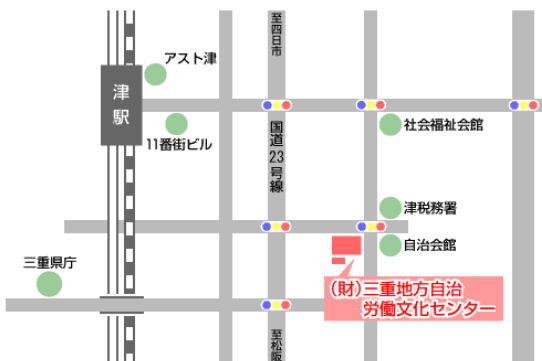 至四日市
アスト津
津駅
11番街ビル
社会福祉会館
国道23号線
津税務署
自治会館
三重県庁
(財)三重地方自治
労働文化センター
至松阪